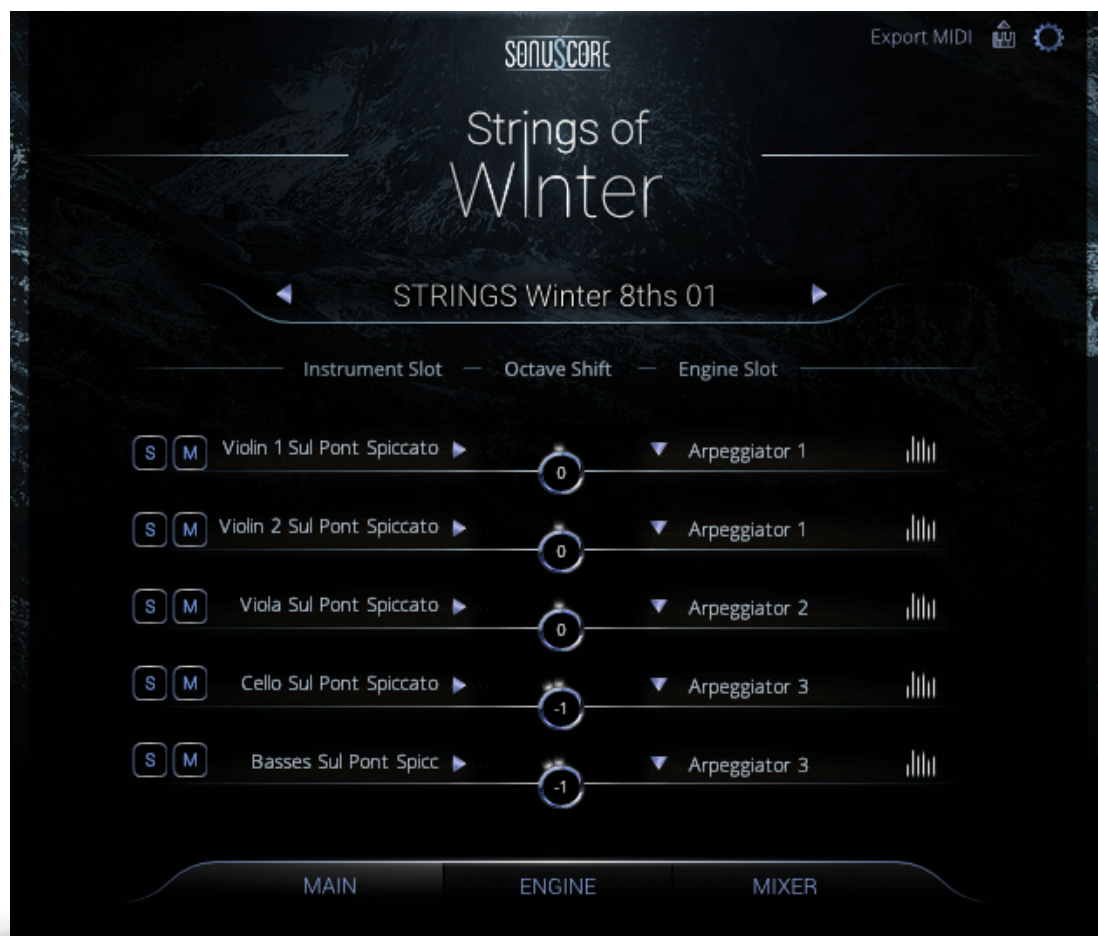 Export MIDI
SONUSCORE
Strings of
Winter
STRINGS Winter 8ths 01
Instrument Slot — Octave Shift — Engine Slot
S M Violin 1 Sul Pont Spiccato 0 Arpeggiator 1
S M Violin 2 Sul Pont Spiccato 0 Arpeggiator 1
S M Viola Sul Pont Spiccato 0 Arpeggiator 2
S M Cello Sul Pont Spiccato -1 Arpeggiator 3
S M Basses Sul Pont Spicc -1 Arpeggiator 3
MAIN ENGINE MIXER